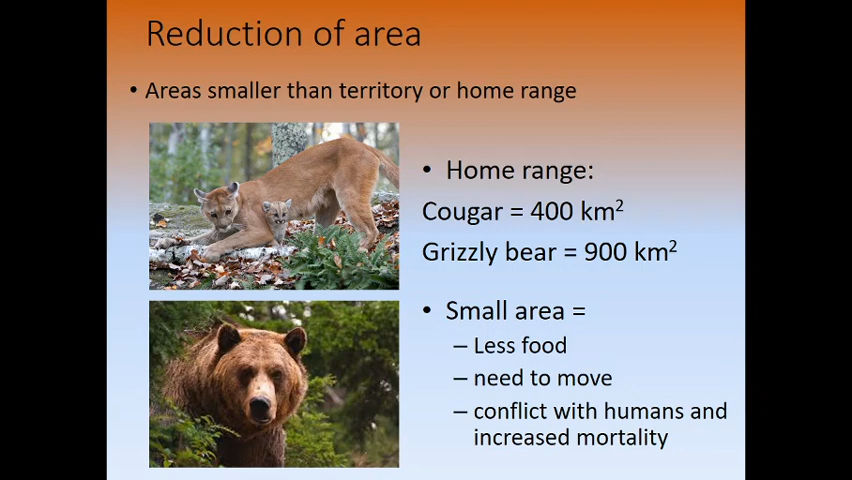 Reduction of area
• Areas smaller than territory or home range
• Home range:
Cougar = 400 km²
Grizzly bear = 900 km²
• Small area =
– Less food
– need to move
– conflict with humans and
increased mortality